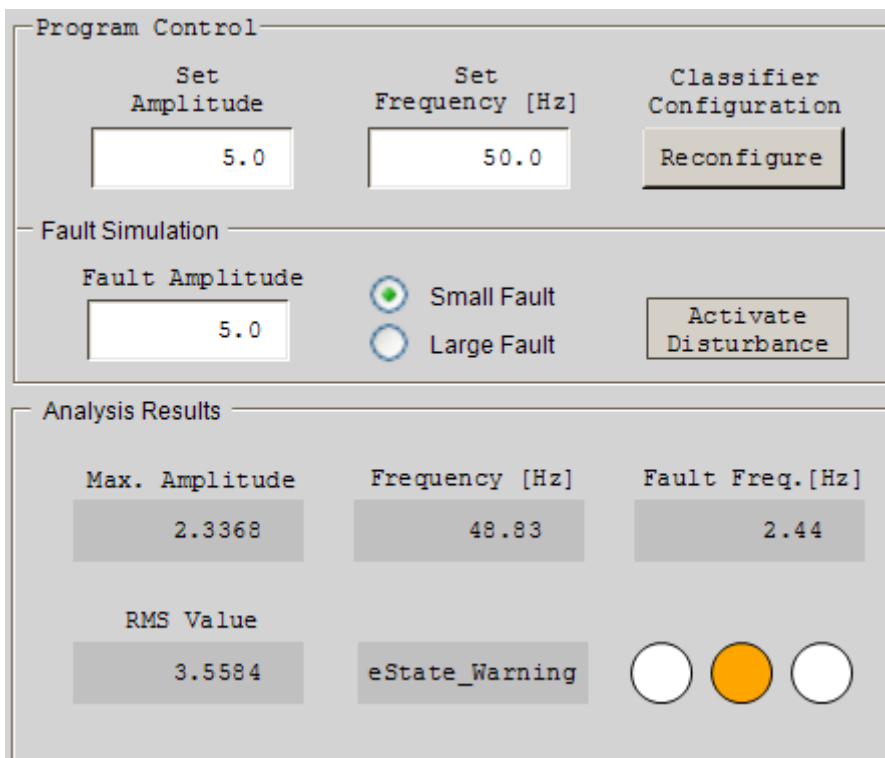 Program Control
Set Set Classifier
Amplitude Frequency [Hz] Configuration
5.0 50.0 Reconfigure
Fault Simulation
Fault Amplitude
5.0
Small Fault
Large Fault
Activate
Disturbance
Analysis Results
Max. Amplitude Frequency [Hz] Fault Freq.[Hz]
2.3368 48.83 2.44
RMS Value
3.5584 eState_Warning